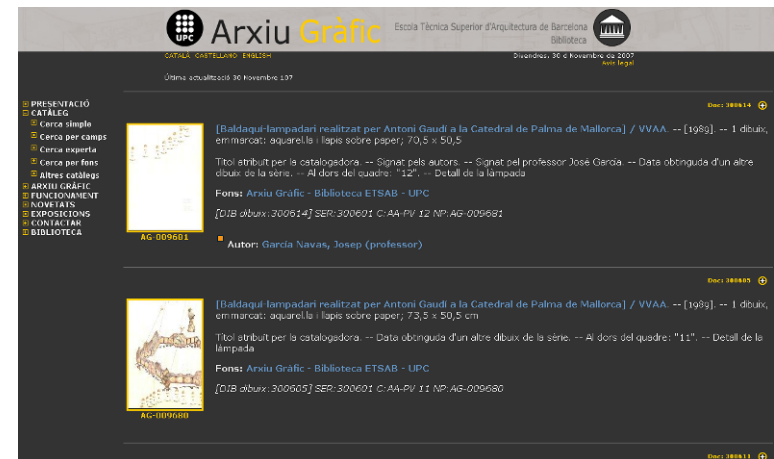 UPC
Arxiu Gràfic
Escola Tècnica Superior d'Arquitectura de Barcelona
Biblioteca
CATALÀ CASTELLANO ENGLISH
Divendres, 30 d Novembre de 2007
Avís legal
Última actualització 30 Novembre 107
PRESENTACIÓ
CATÀLEG
Cerca simple
Cerca per camps
Cerca experta
Cerca per fons
Altres catàlegs
ARXIU GRÀFIC
FUNCIONAMENT
NOVETATS
EXPOSICIONS
CONTACTAR
BIBLIOTECA
Doc: 300614
[Baldaquí-lampadari realitzat per Antoni Gaudí a la Catedral de Palma de Mallorca] / VVAA. -- [1989]. -- 1 dibuix,
emmarcat: aquarel.la i llapis sobre paper; 70,5 x 50,5
Títol atribuït per la catalogadora. -- Signat pels autors. -- Signat pel professor José García. -- Data obtinguda d'un altre
dibuix de la sèrie. -- Al dors del quadre: "12". -- Detall de la làmpada
Fons: Arxiu Gràfic - Biblioteca ETSAB - UPC
[DIB dibuix:300614] SER:300601 C:AA-PV 12 NP:AG-009681
AG-009681
Autor: García Navas, Josep (professor)
Doc: 300605
[Baldaquí-lampadari realitzat per Antoni Gaudí a la Catedral de Palma de Mallorca] / VVAA. -- [1989]. -- 1 dibuix,
emmarcat: aquarel.la i llapis sobre paper; 73,5 x 50,5 cm
Títol atribuït per la catalogadora. -- Data obtinguda d'un altre dibuix de la sèrie. -- Al dors del quadre: "11". -- Detall de la
làmpada
Fons: Arxiu Gràfic - Biblioteca ETSAB - UPC
[DIB dibuix:300605] SER:300601 C:AA-PV 11 NP:AG-009680
AG-009680
Doc: 300611